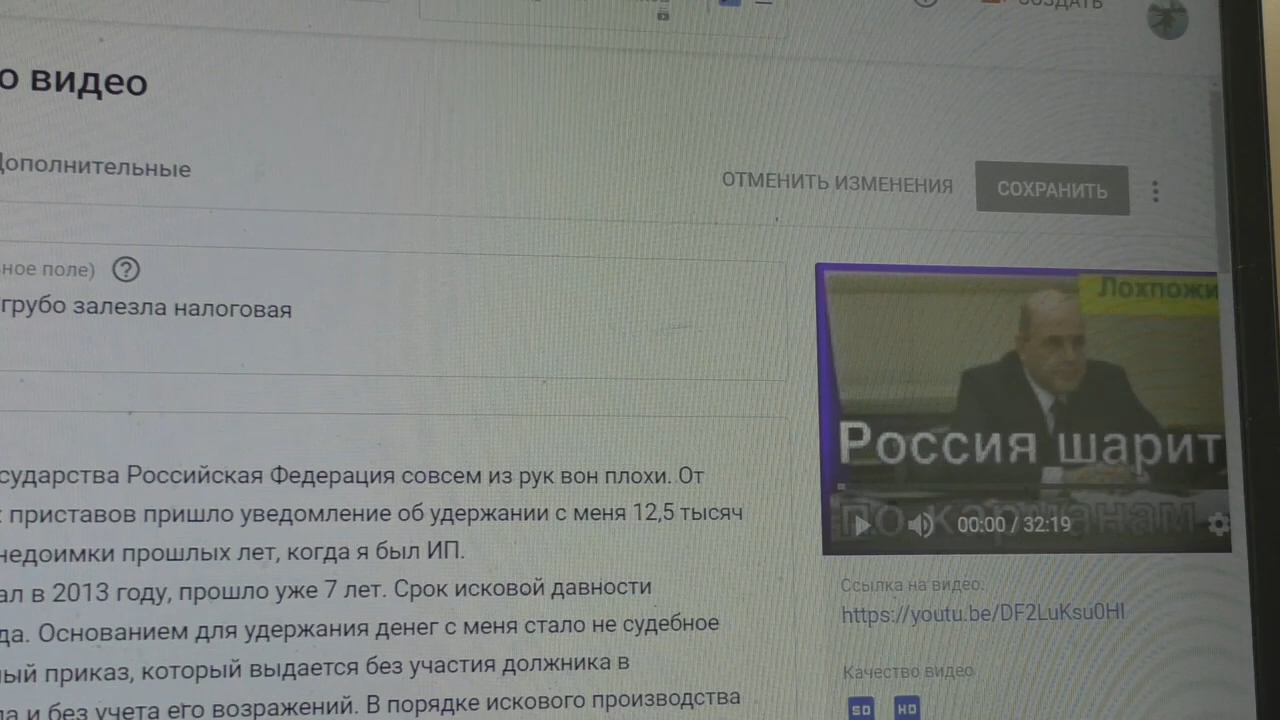 СОЗДАТЬ
о видео
Дополнительные
ОТМЕНИТЬ ИЗМЕНЕНИЯ
СОХРАНИТЬ
ное поле) ?
грубо залезла налоговая
Лохпожи
Россия шарит
по карманам
00:00 / 32:19
сударства Российская Федерация совсем из рук вон плохи. От
приставов пришло уведомление об удержании с меня 12,5 тысяч
недоимки прошлых лет, когда я был ИП.
ал в 2013 году, прошло уже 7 лет. Срок исковой давности
да. Основанием для удержания денег с меня стало не судебное
ый приказ, который выдается без участия должника в
а и без учета его возражений. В порядке искового производства
Ссылка на видео:
https://youtu.be/DF2LuKsu0HI
Качество видео
SD HD